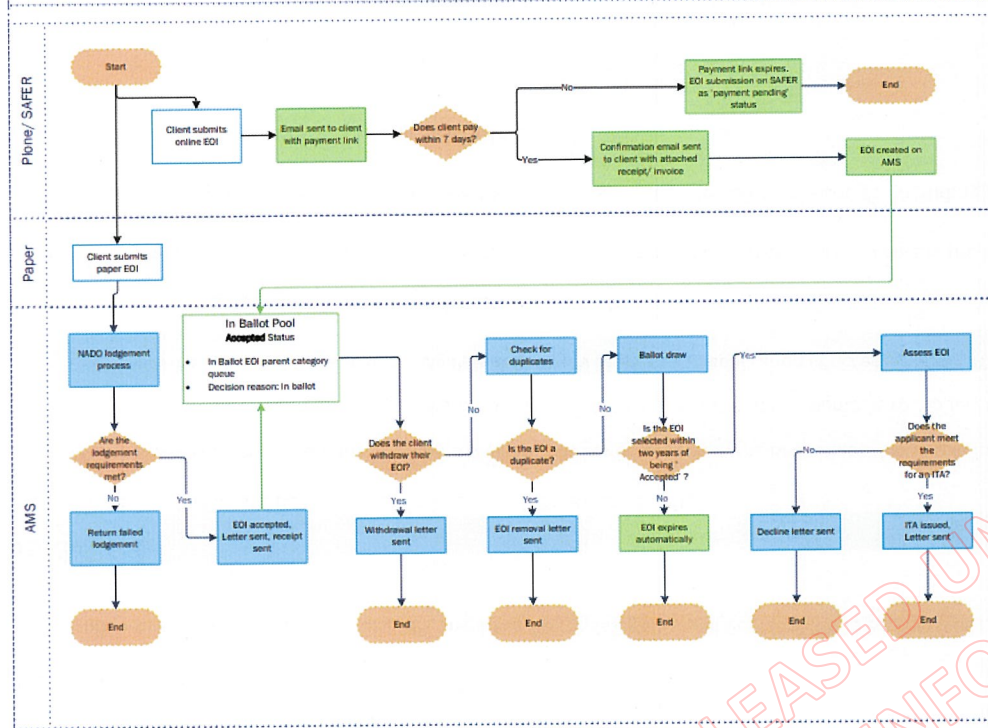 Plone/ SAFER
Start
Client submits
online EOI
Email sent to client
with payment link
Does client pay
within 7 days?
No
Yes
Payment link expires.
EOI submission on SAFER
as 'payment pending'
status
End
Confirmation email sent
to client with attached
receipt/ invoice
EOI created on
AMS
Paper
Client submits
paper EOI
AMS
NADO lodgement
process
Are the
lodgement
requirements
met?
No
Yes
Return failed
lodgement
End
EOI accepted,
Letter sent, receipt
sent
In Ballot Pool
Accepted Status
• In Ballot EOI parent category
queue
• Decision reason: In ballot
Does the client
withdraw their
EOI?
No
Yes
Withdrawal letter
sent
End
Check for
duplicates
Is the EOI a
duplicate?
No
Yes
EOI removal letter
sent
End
Ballot draw
Is the EOI
selected within
two years of
being '
Accepted' ?
Yes
No
EOI expires
automatically
End
Assess EOI
Does the
applicant meet
the
requirements
for an ITA?
No
Yes
Decline letter sent
End
ITA issued,
Letter sent
End